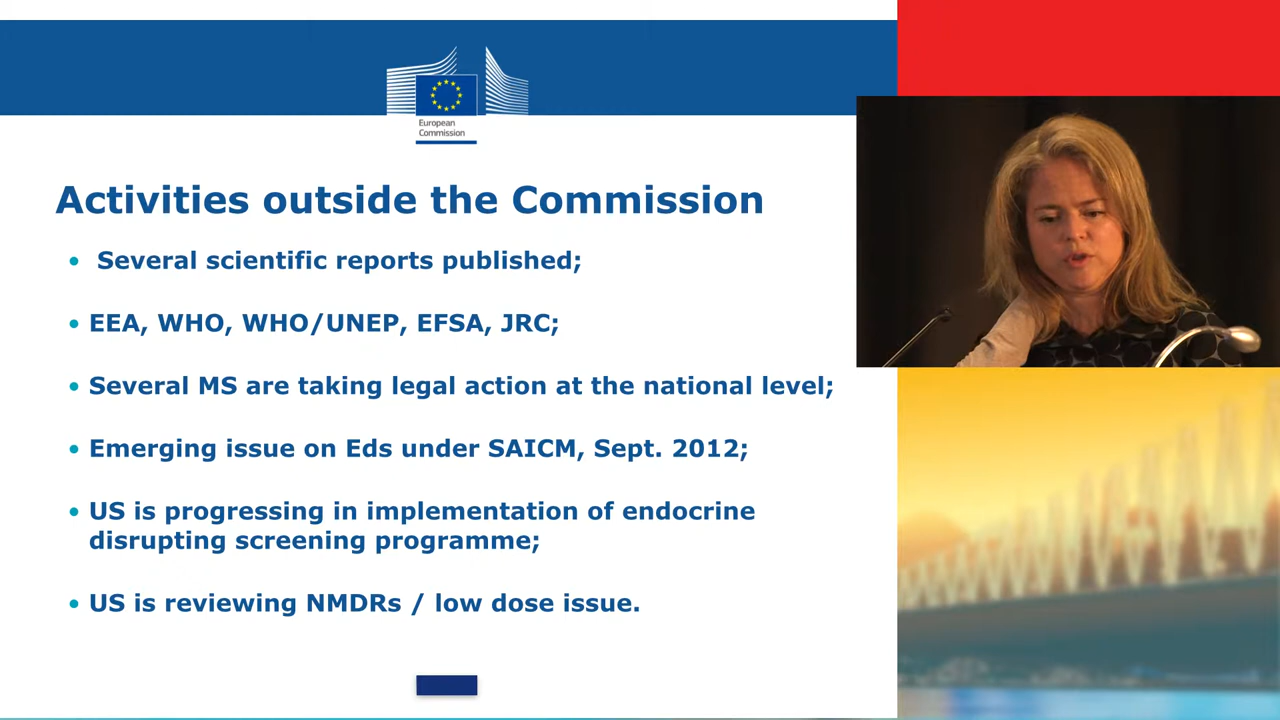 European
Commission
Activities outside the Commission
• Several scientific reports published;
• EEA, WHO, WHO/UNEP, EFSA, JRC;
• Several MS are taking legal action at the national level;
• Emerging issue on Eds under SAICM, Sept. 2012;
• US is progressing in implementation of endocrine
disrupting screening programme;
• US is reviewing NMDRs / low dose issue.